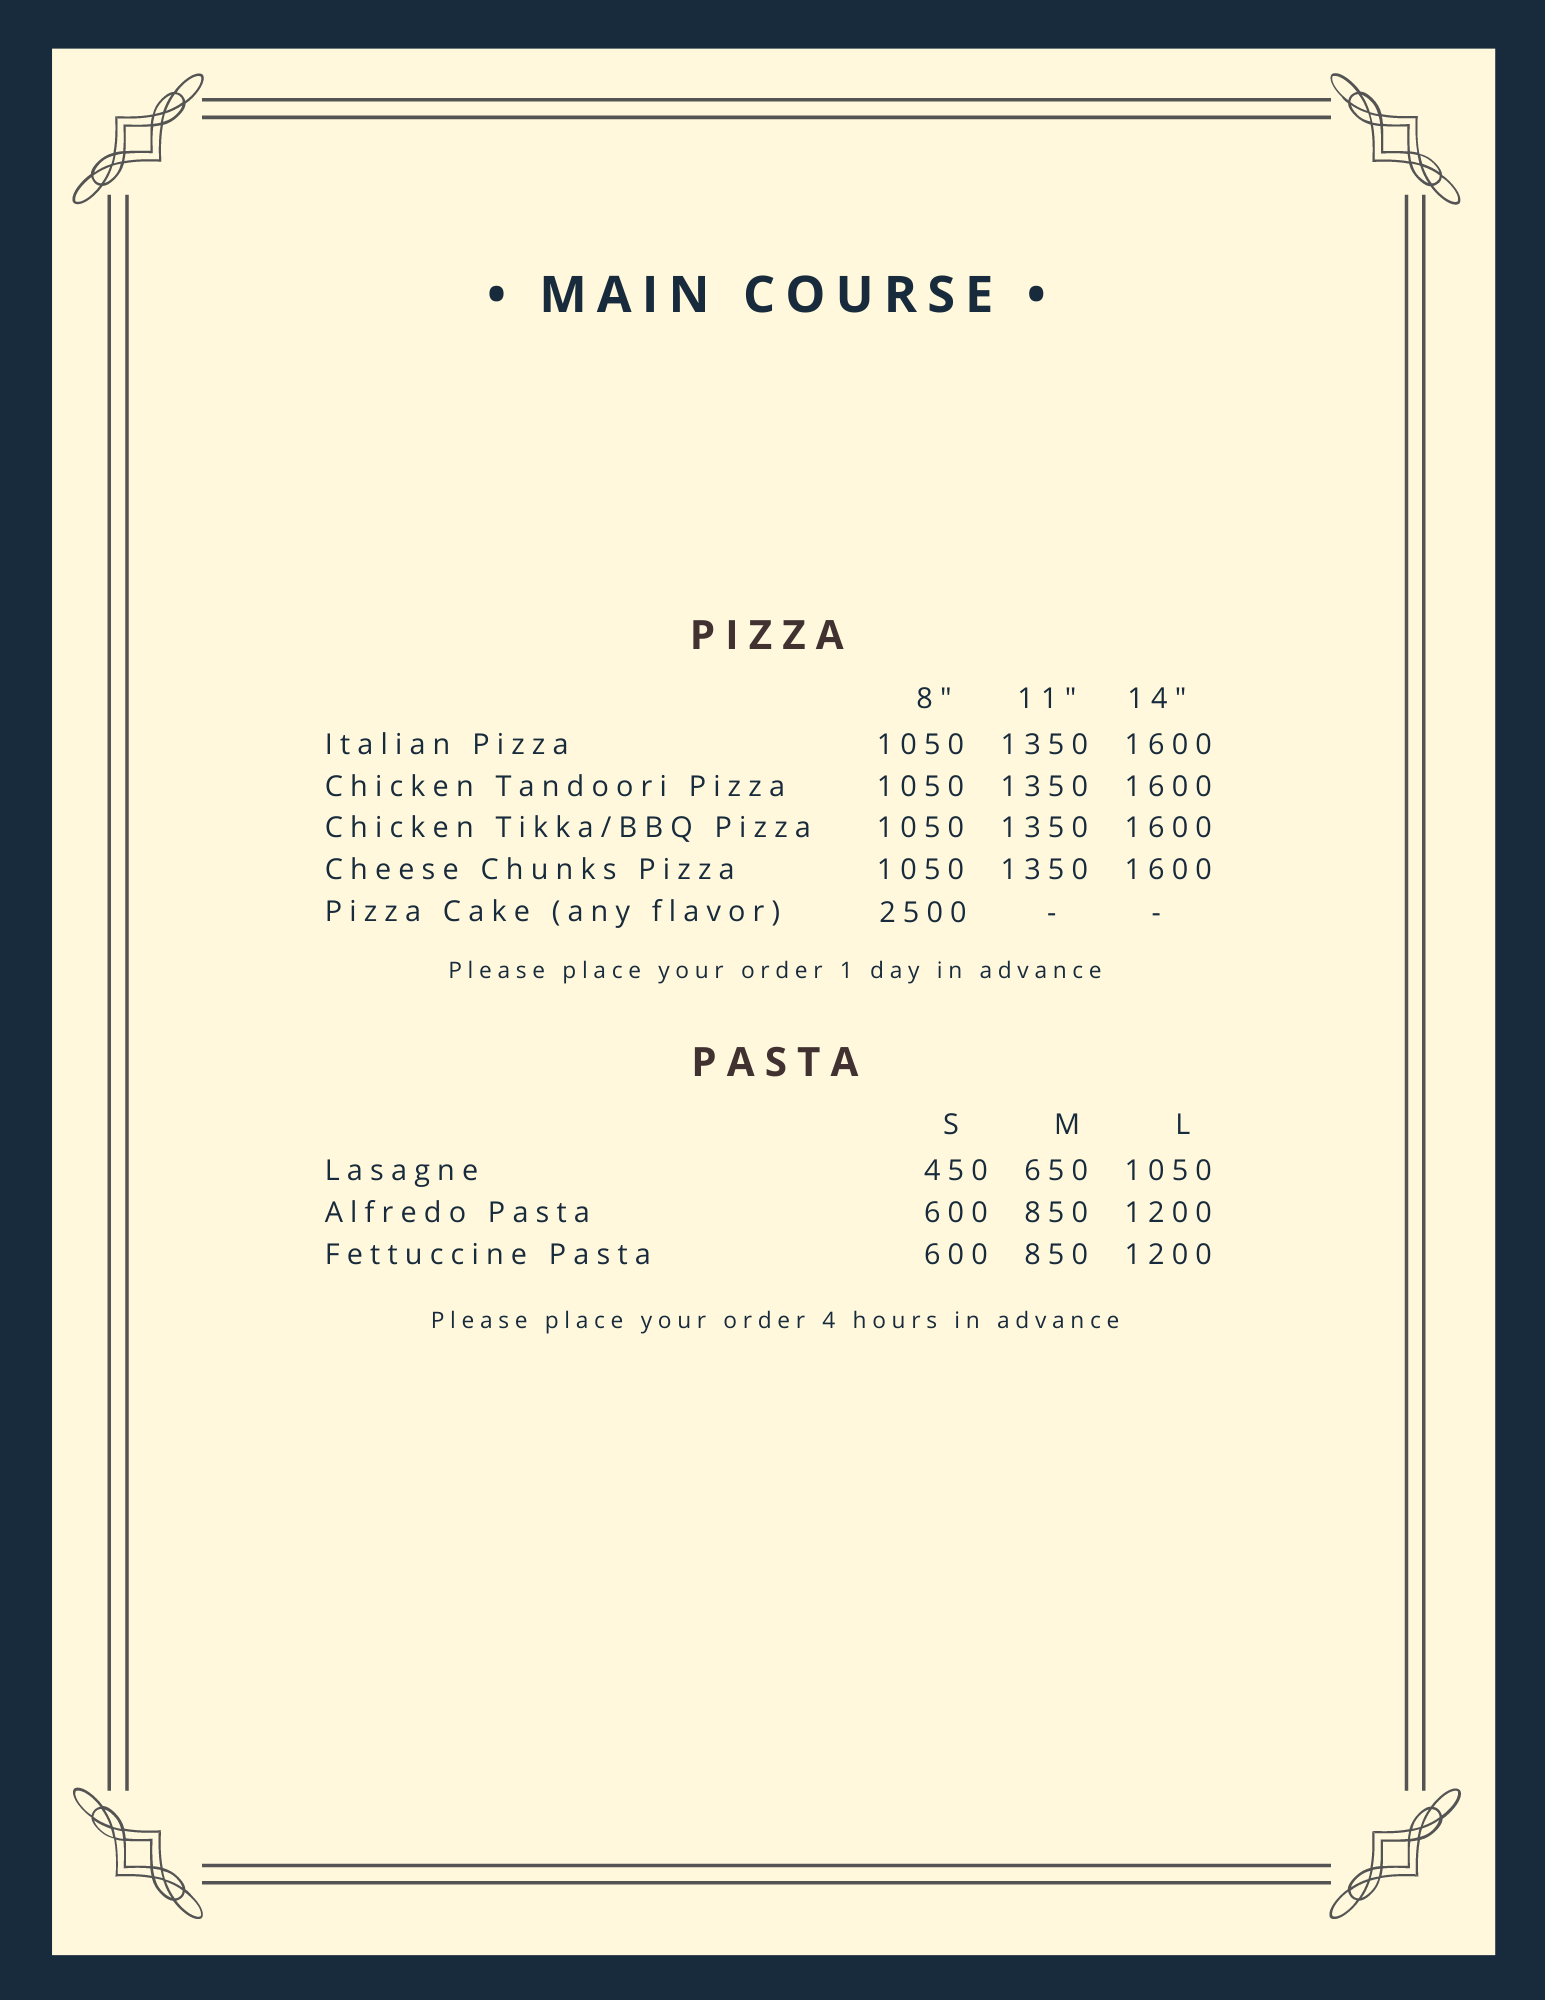 • MAIN COURSE •
PIZZA
8" 11" 14"
Italian Pizza 1050 1350 1600
Chicken Tandoori Pizza 1050 1350 1600
Chicken Tikka/BBQ Pizza 1050 1350 1600
Cheese Chunks Pizza 1050 1350 1600
Pizza Cake (any flavor) 2500 - -
Please place your order 1 day in advance
PASTA
S M L
Lasagne 450 650 1050
Alfredo Pasta 600 850 1200
Fettuccine Pasta 600 850 1200
Please place your order 4 hours in advance